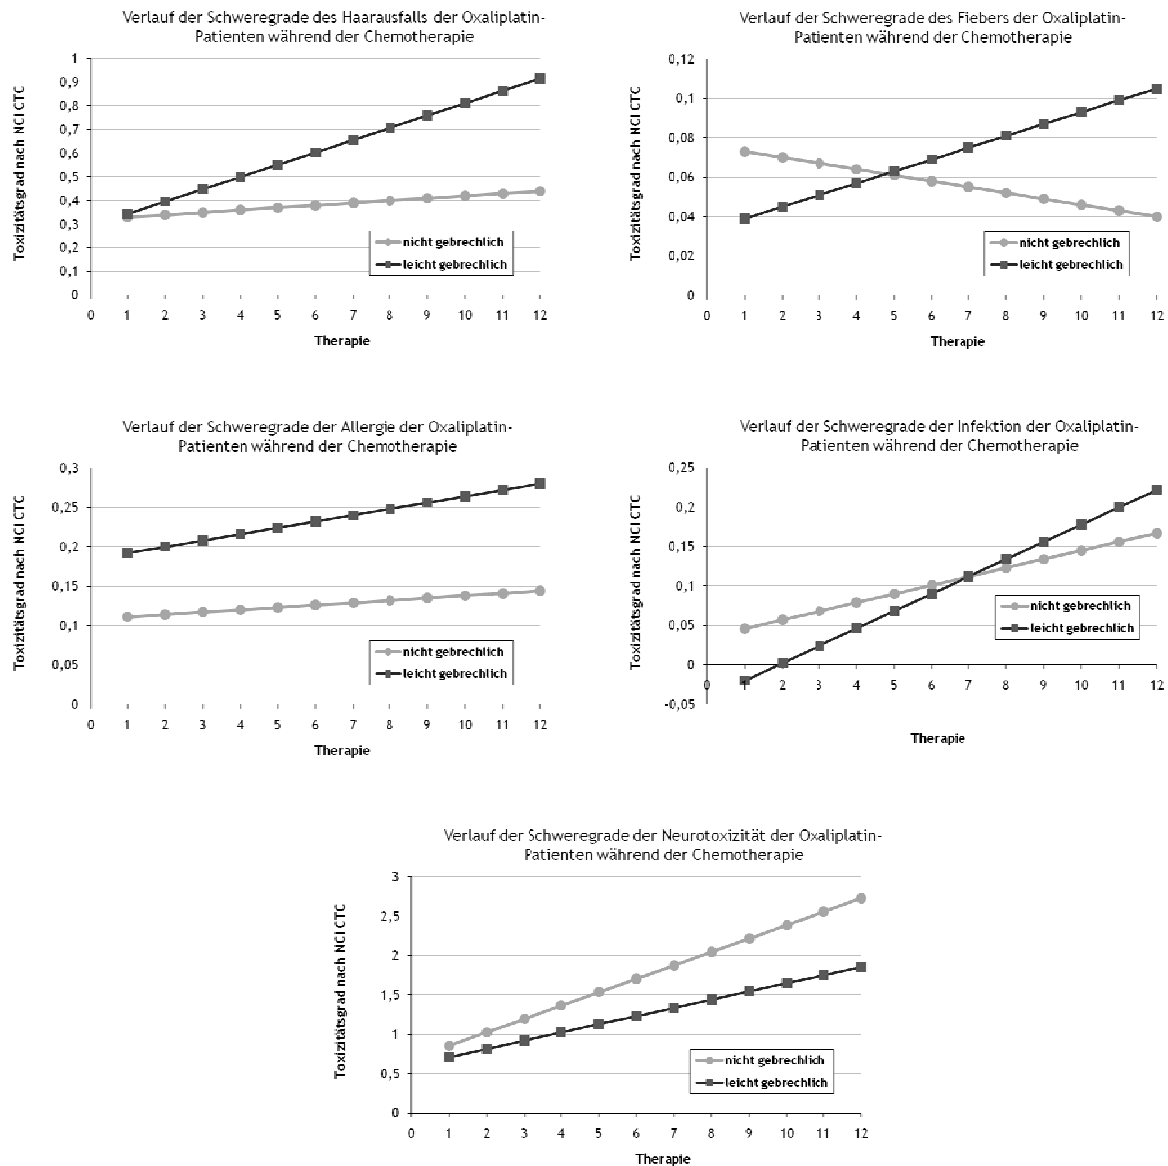 Verlauf der Schweregrade des Haarausfalls der Oxaliplatin-
Patienten während der Chemotherapie
Toxizitätsgrad nach NCI CTC
1
0,9
0,8
0,7
0,6
0,5
0,4
0,3
0,2
0,1
0
nicht gebrechlich
leicht gebrechlich
0 1 2 3 4 5 6 7 8 9 10 11 12
Therapie
Verlauf der Schweregrade des Fiebers der Oxaliplatin-
Patienten während der Chemotherapie
Toxizitätsgrad nach NCI CTC
0,12
0,1
0,08
0,06
0,04
0,02
0
nicht gebrechlich
leicht gebrechlich
0 1 2 3 4 5 6 7 8 9 10 11 12
Therapie
Verlauf der Schweregrade der Allergie der Oxaliplatin-
Patienten während der Chemotherapie
Toxizitätsgrad nach NCI CTC
0,3
0,25
0,2
0,15
0,1
0,05
0
nicht gebrechlich
leicht gebrechlich
0 1 2 3 4 5 6 7 8 9 10 11 12
Therapie
Verlauf der Schweregrade der Infektion der Oxaliplatin-
Patienten während der Chemotherapie
Toxizitätsgrad nach NCI CTC
0,25
0,2
0,15
0,1
0,05
0
-0,05
nicht gebrechlich
leicht gebrechlich
0 1 2 3 4 5 6 7 8 9 10 11 12
Therapie
Verlauf der Schweregrade der Neurotoxizität der Oxaliplatin-
Patienten während der Chemotherapie
Toxizitätsgrad nach NCI CTC
3
2,5
2
1,5
1
0,5
0
nicht gebrechlich
leicht gebrechlich
0 1 2 3 4 5 6 7 8 9 10 11 12
Therapie